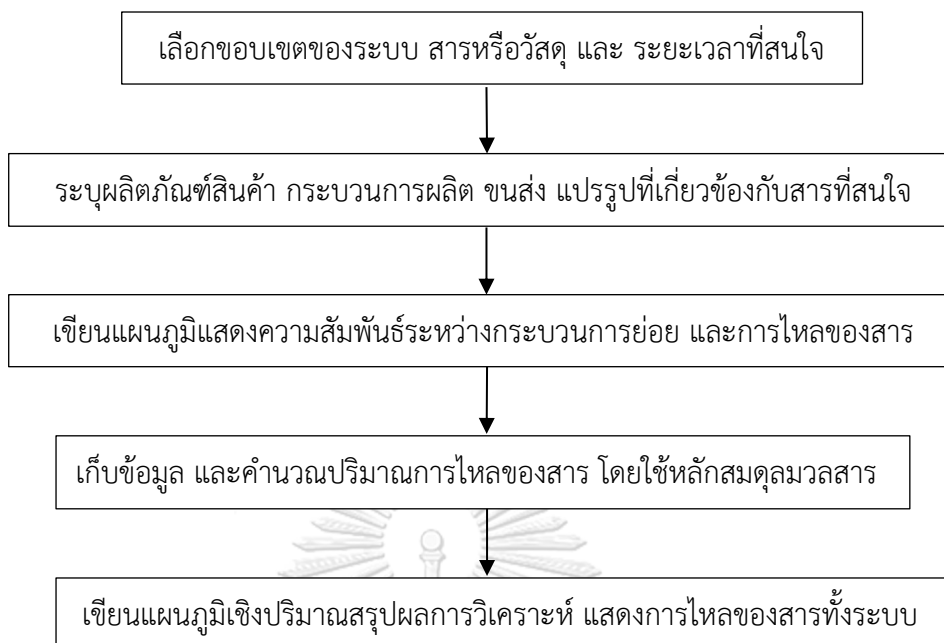 เลือกขอบเขตของระบบ สารหรือวัสดุ และ ระยะเวลาที่สนใจ
ระบุผลิตภัณฑ์สินค้า กระบวนการผลิต ขนส่ง แปรรูปที่เกี่ยวข้องกับสารที่สนใจ
เขียนแผนภูมิแสดงความสัมพันธ์ระหว่างกระบวนการย่อย และการไหลของสาร
เก็บข้อมูล และคำนวณปริมาณการไหลของสาร โดยใช้หลักสมดุลมวลสาร
เขียนแผนภูมิเชิงปริมาณสรุปผลการวิเคราะห์ แสดงการไหลของสารทั้งระบบ